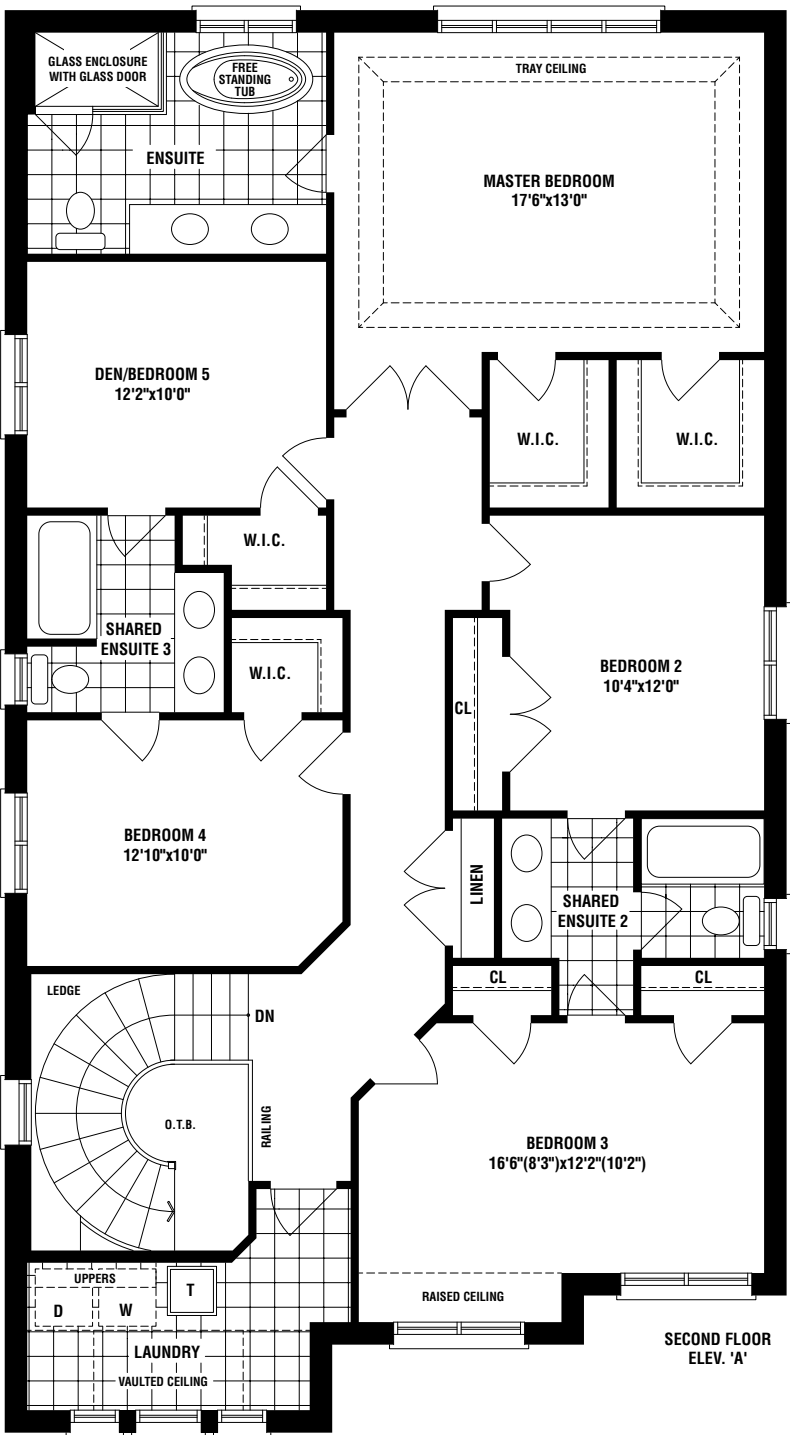 GLASS ENCLOSURE
WITH GLASS DOOR
FREE
STANDING
TUB
TRAY CEILING
ENSUITE
MASTER BEDROOM
17'6"x13'0"
DEN/BEDROOM 5
12'2"x10'0"
W.I.C.
W.I.C.
W.I.C.
SHARED
ENSUITE 3
W.I.C.
BEDROOM 2
10'4"x12'0"
CL
BEDROOM 4
12'10"x10'0"
LINEN
SHARED
ENSUITE 2
CL
CL
LEDGE
DN
O.T.B.
RAILING
BEDROOM 3
16'6"(8'3")x12'2"(10'2")
UPPERS
D
W
T
RAISED CEILING
LAUNDRY
VAULTED CEILING
SECOND FLOOR
ELEV. 'A'